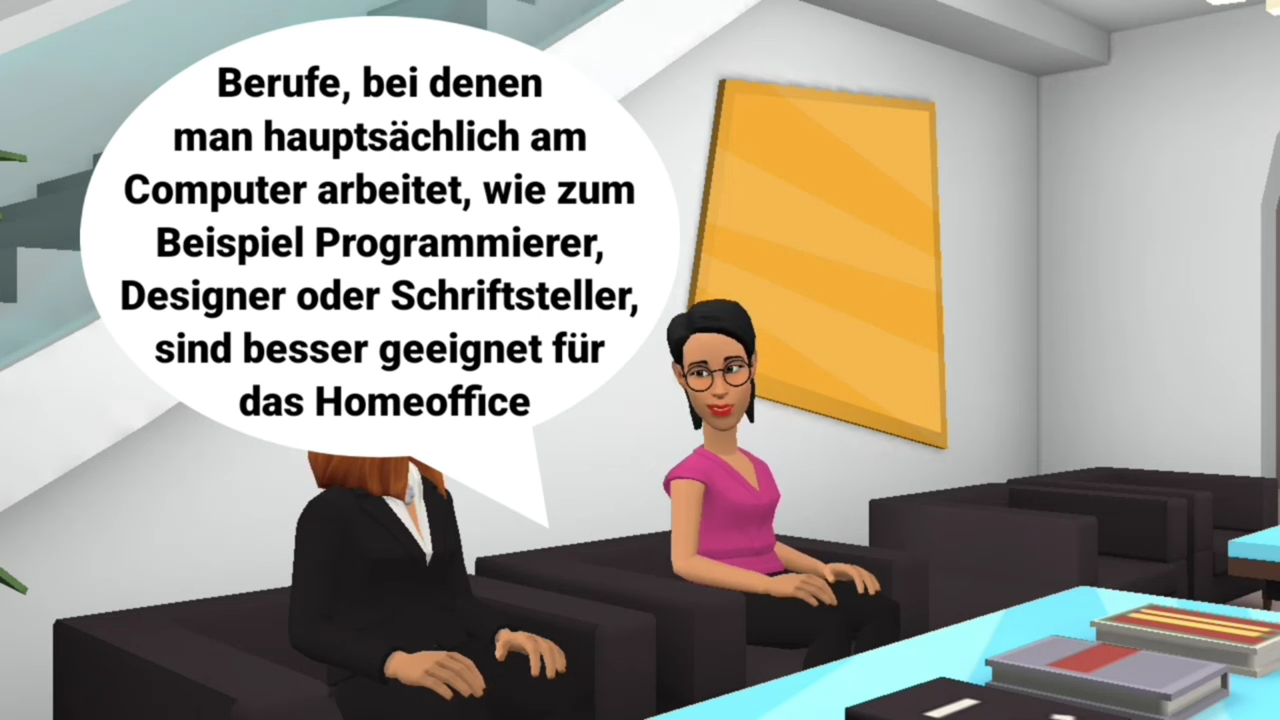 Berufe, bei denen
man hauptsächlich am
Computer arbeitet, wie zum
Beispiel Programmierer,
Designer oder Schriftsteller,
sind besser geeignet für
das Homeoffice